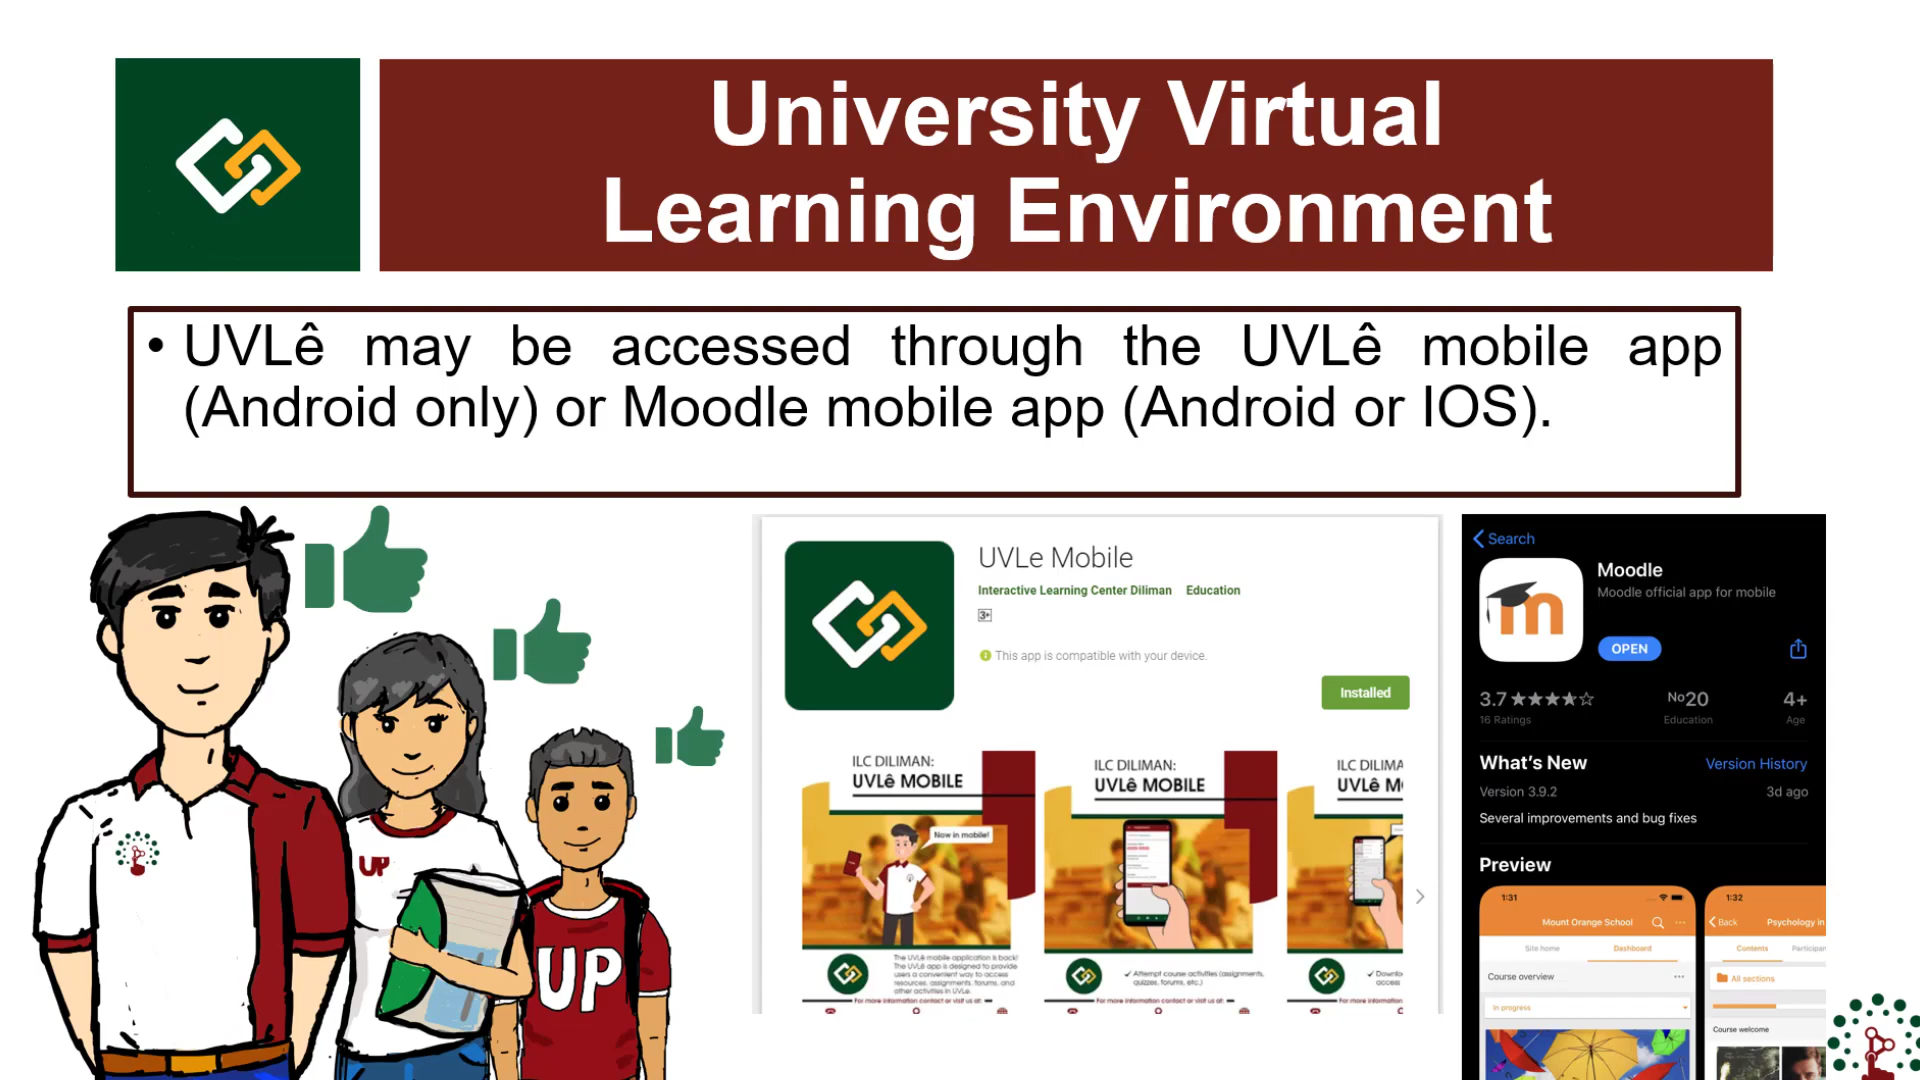 University Virtual
Learning Environment
• UVLê may be accessed through the UVLê mobile app
(Android only) or Moodle mobile app (Android or IOS).
UP
UP
UVLe Mobile
Interactive Learning Center Diliman Education
3+
This app is compatible with your device.
Installed
ILC DILIMAN:
UVLê MOBILE
Now in mobile!
The UVLê mobile application is back!
The UVLê app is designed to provide
users a convenient way to access
resources, assignments, forums, and
other activities in UVLe.
For more information contact or visit us at:
ILC DILIMAN:
UVLê MOBILE
✓ Attempt course activities (assignments,
quizzes, forums, etc.)
For more information contact or visit us at:
ILC DILIMA
UVLê M
✓ Downlo
access
For more information
Search
Moodle
Moodle official app for mobile
OPEN
3.7 ★★★★☆
16 Ratings
No20
Education
4+
Age
What's New
Version History
Version 3.9.2
3d ago
Several improvements and bug fixes
Preview
1:31
Mount Orange School
Site home
Dashboard
Course overview
In progress
1:32
Back
Psychology in
Contents
Participan
All sections
Course welcome